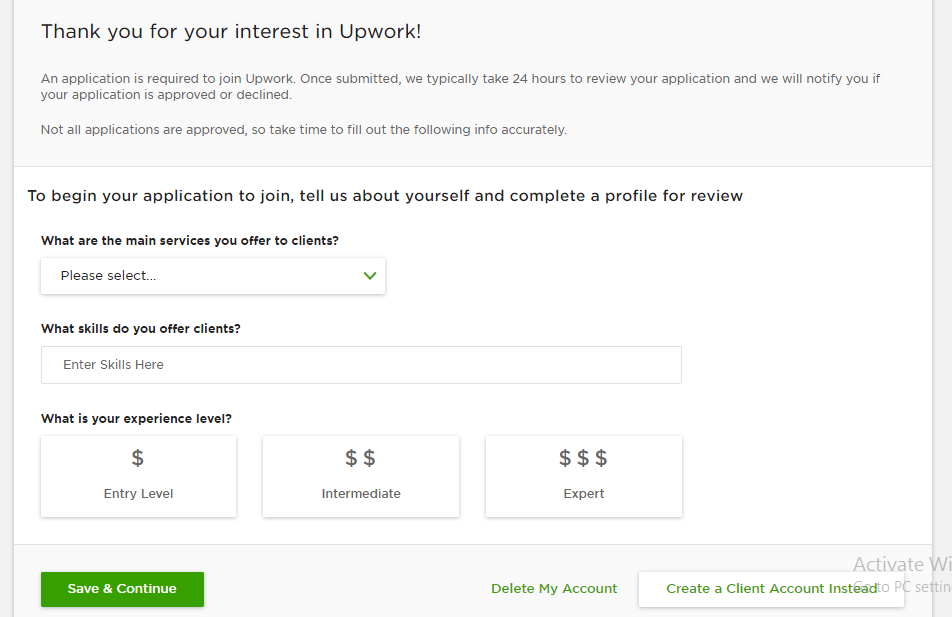 Thank you for your interest in Upwork!
An application is required to join Upwork. Once submitted, we typically take 24 hours to review your application and we will notify you if
your application is approved or declined.
Not all applications are approved, so take time to fill out the following info accurately.
To begin your application to join, tell us about yourself and complete a profile for review
What are the main services you offer to clients?
Please select...
What skills do you offer clients?
Enter Skills Here
What is your experience level?
$ $ $ $ $ $
Entry Level Intermediate Expert
Activate Wi
Go to PC settin
Save & Continue Delete My Account Create a Client Account Instead